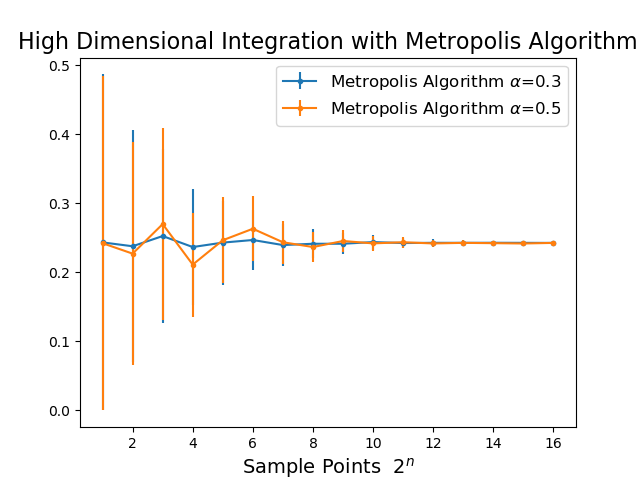 High Dimensional Integration with Metropolis Algorithm
Metropolis Algorithm α=0.3
Metropolis Algorithm α=0.5
0.5
0.4
0.3
0.2
0.1
0.0
2 4 6 8 10 12 14 16
Sample Points 2ⁿ